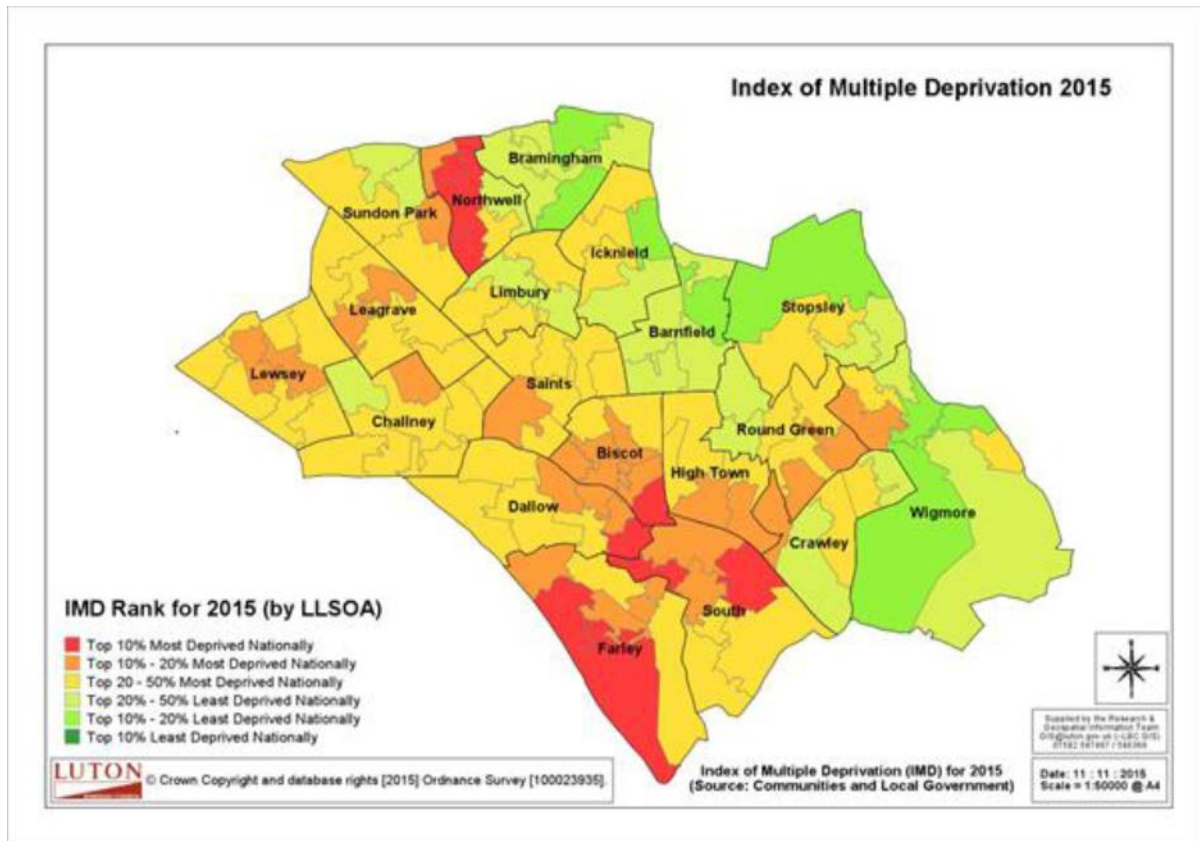 Index of Multiple Deprivation 2015
Bramingham
Northwell
Sundon Park
Icknield
Limbury
Stopsley
Leagrave
Barnfield
Lewsey
Saints
Challney
Round Green
Biscot
High Town
Dallow
Wigmore
Crawley
South
Farley
IMD Rank for 2015 (by LLSOA)
Top 10% Most Deprived Nationally
Top 10% - 20% Most Deprived Nationally
Top 20 - 50% Most Deprived Nationally
Top 20% - 50% Least Deprived Nationally
Top 10% - 20% Least Deprived Nationally
Top 10% Least Deprived Nationally
LUTON
© Crown Copyright and database rights [2015] Ordnance Survey [100023935].
Index of Multiple Deprivation (IMD) for 2015
(Source: Communities and Local Government)
Supplied by the Research &
Geospatial Information Team
Date: 11 : 11 : 2015
Scale = 1:50000 @ A4